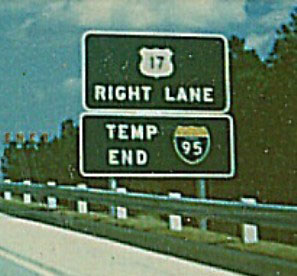 17
RIGHT LANE
TEMP
END 95